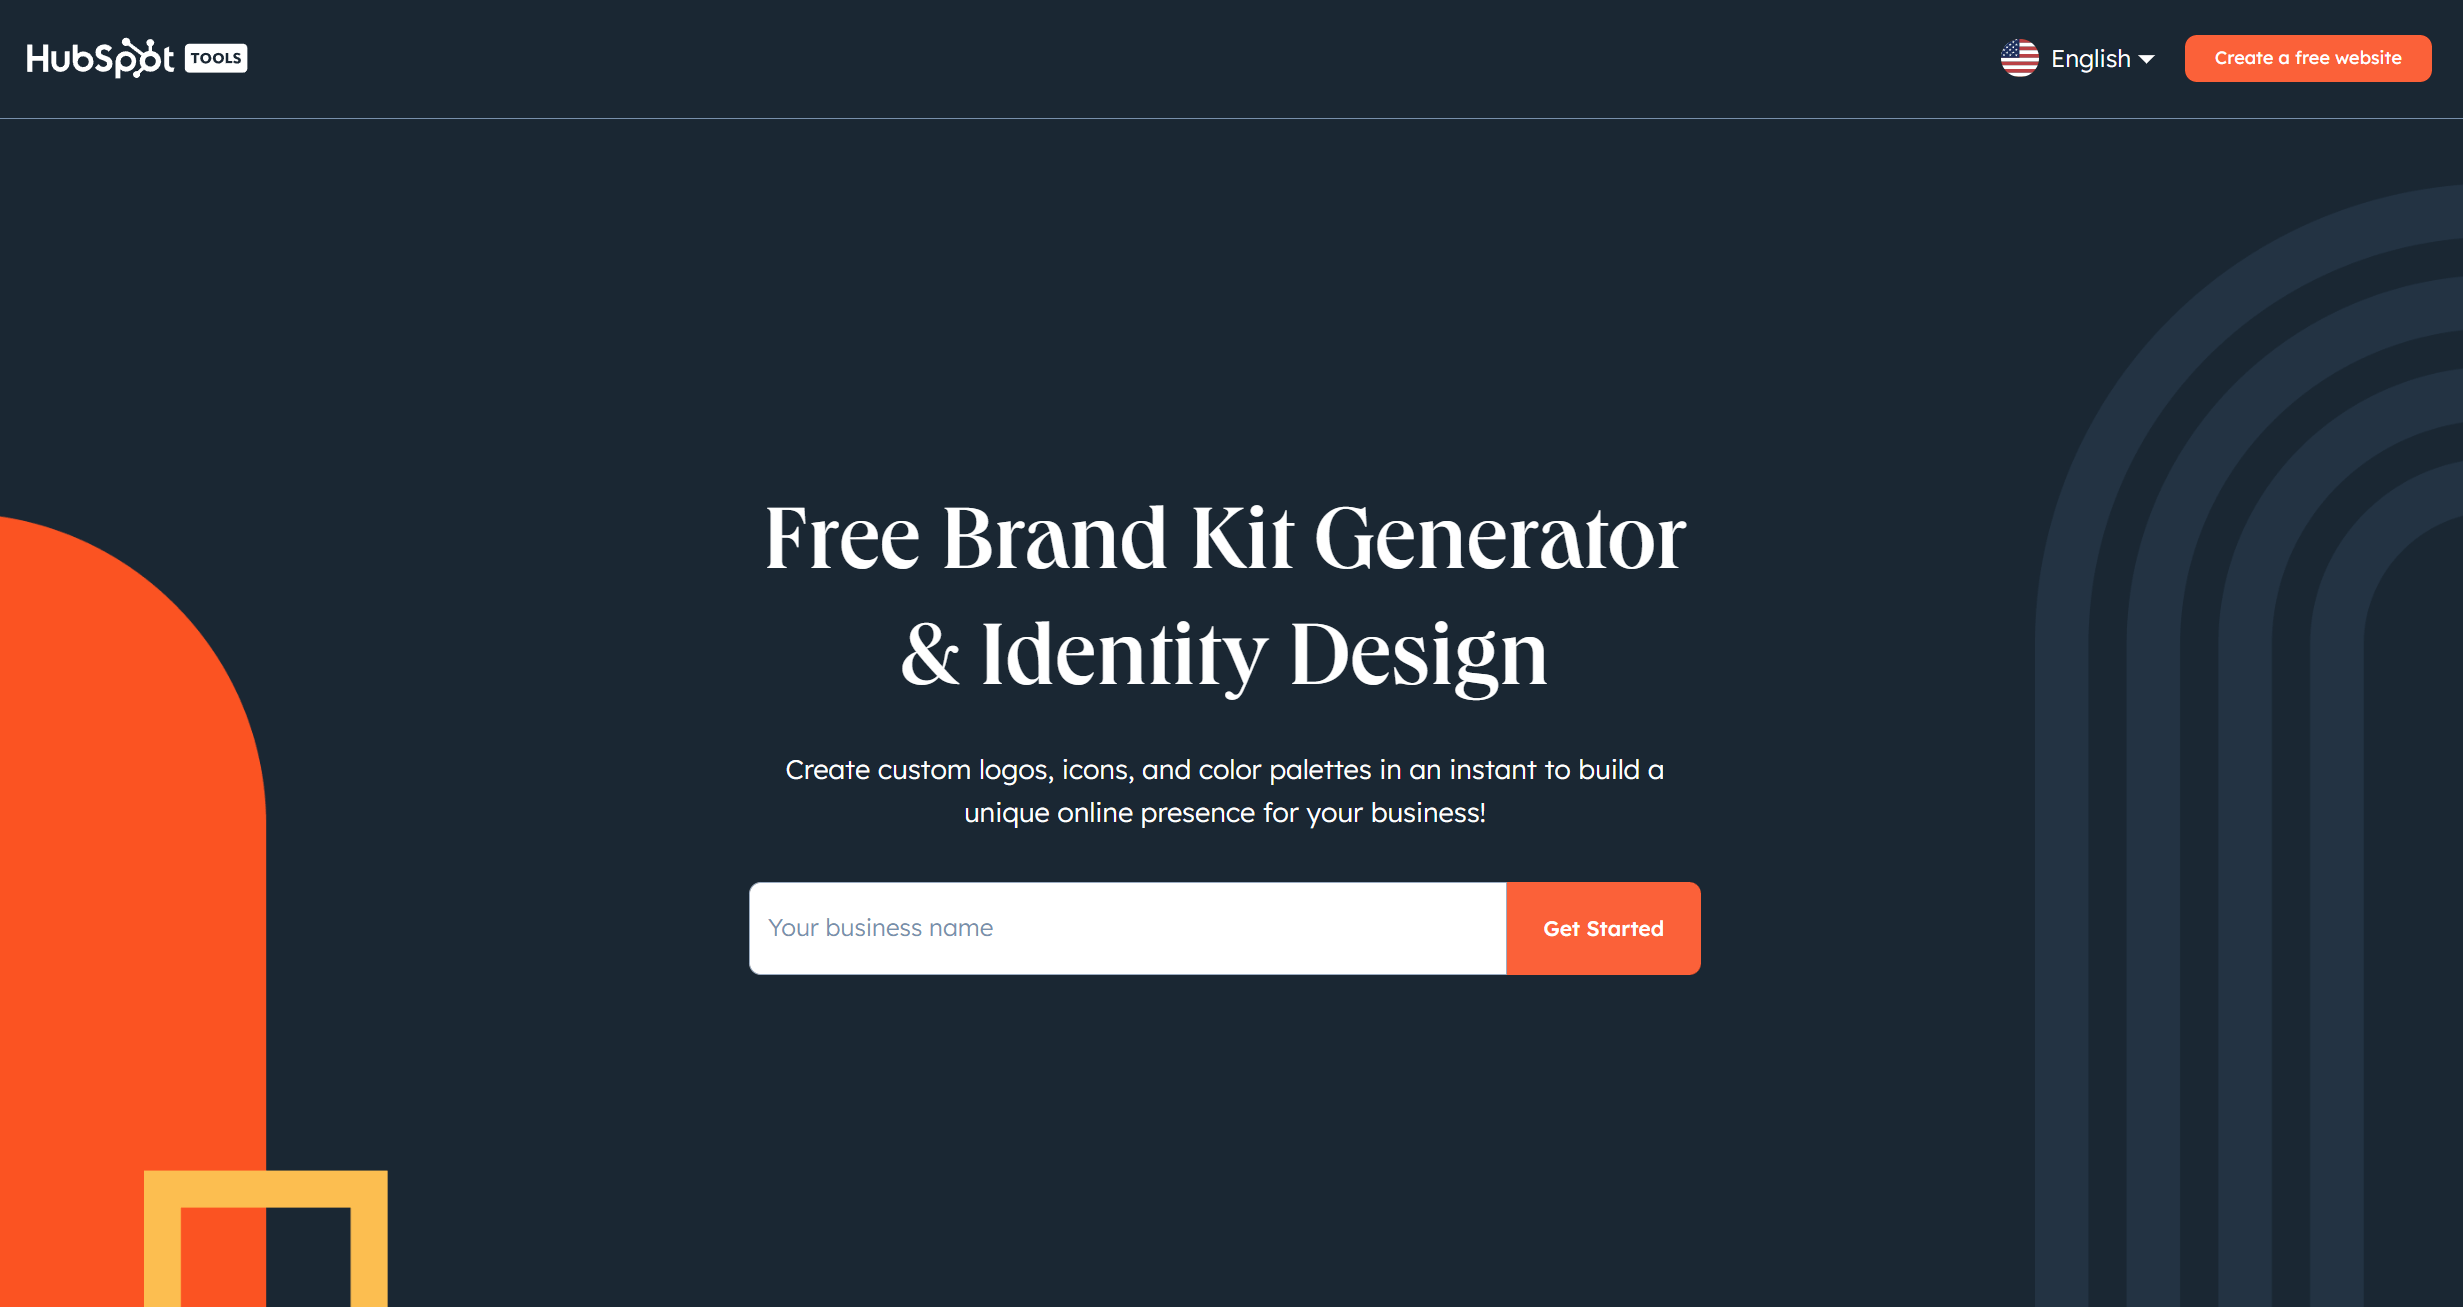 HubSpot TOOLS
English
Create a free website
Free Brand Kit Generator
& Identity Design
Create custom logos, icons, and color palettes in an instant to build a
unique online presence for your business!
Your business name
Get Started